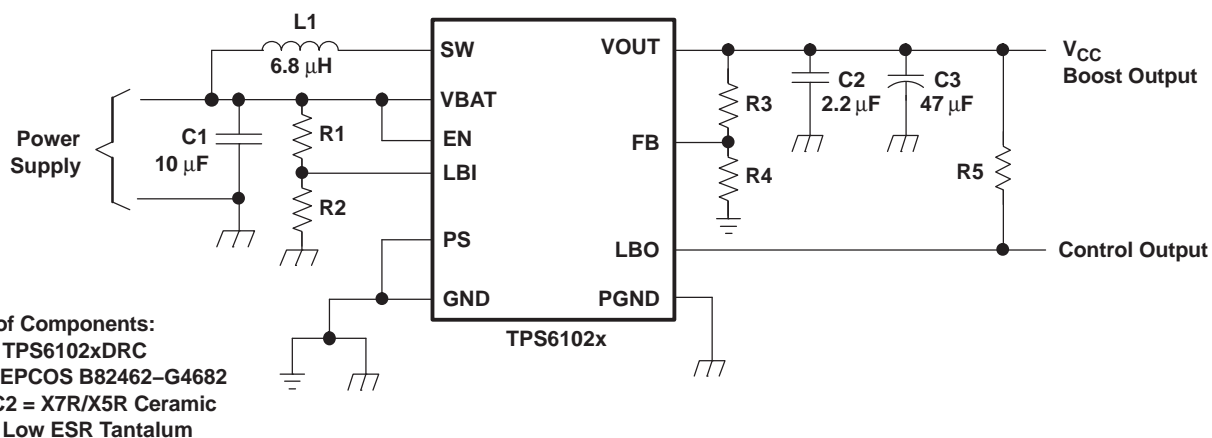 L1
6.8 μH
SW
VOUT
VCC
Boost Output
VBAT
C1
10 μF
R1
EN
R3
C2
2.2 μF
C3
47 μF
Power
Supply
LBI
FB
R2
R4
R5
PS
LBO
Control Output
GND
PGND
TPS6102x
of Components:
TPS6102xDRC
EPCOS B82462–G4682
C2 = X7R/X5R Ceramic
Low ESR Tantalum